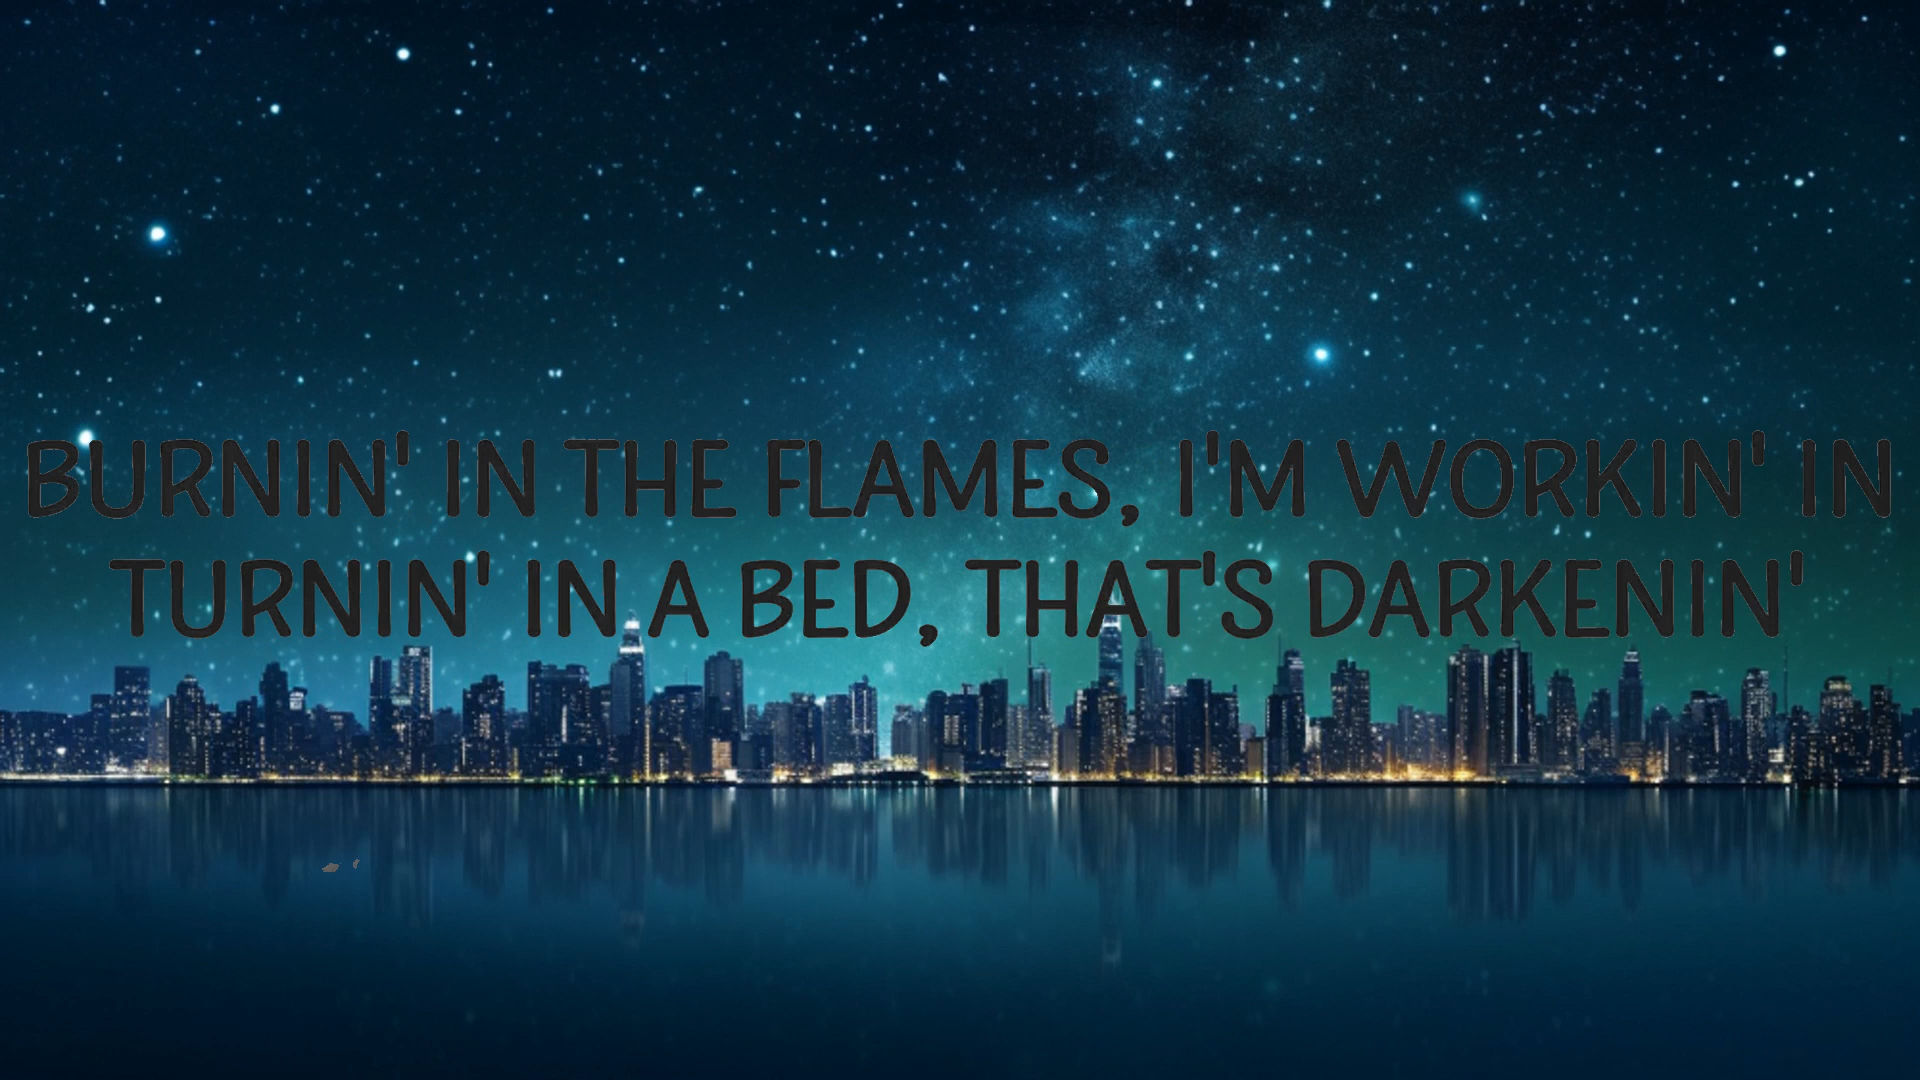 BURNIN' IN THE FLAMES, I'M WORKIN' IN
TURNIN' IN A BED, THAT'S DARKENIN'